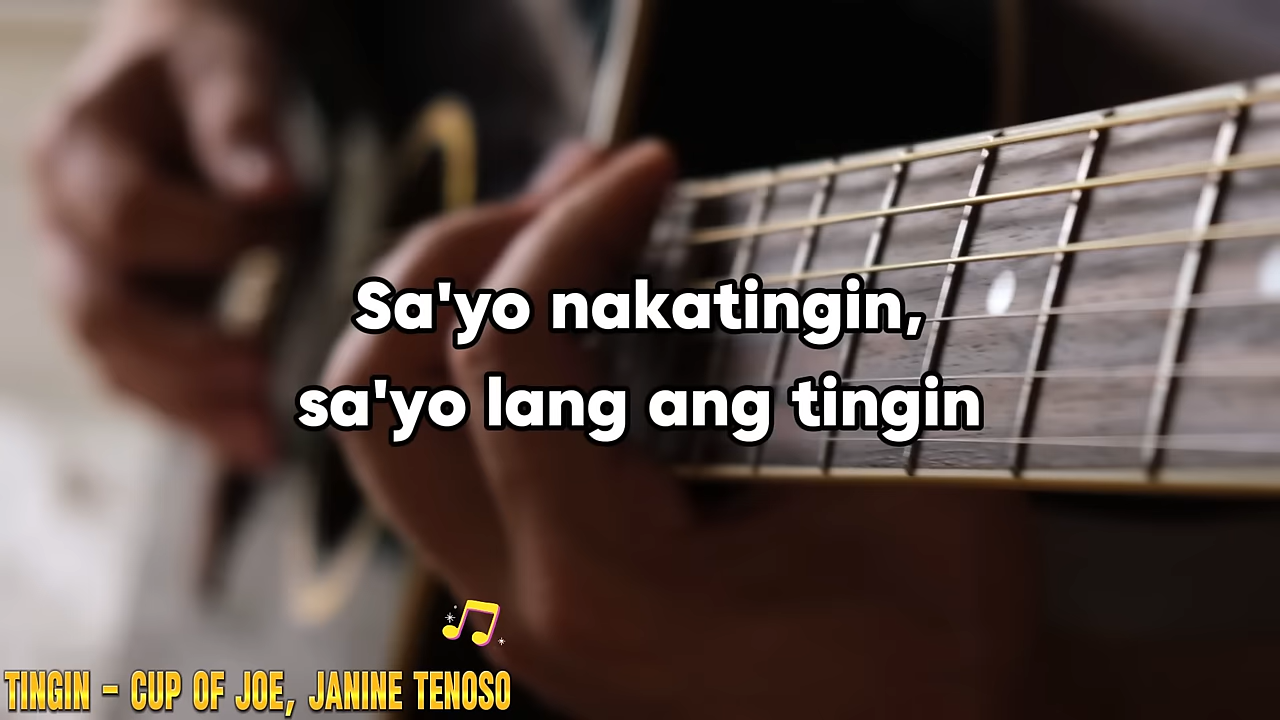 Sa'yo nakatingin,
sa'yo lang ang tingin
TINGIN - CUP OF JOE, JANINE TENOSO